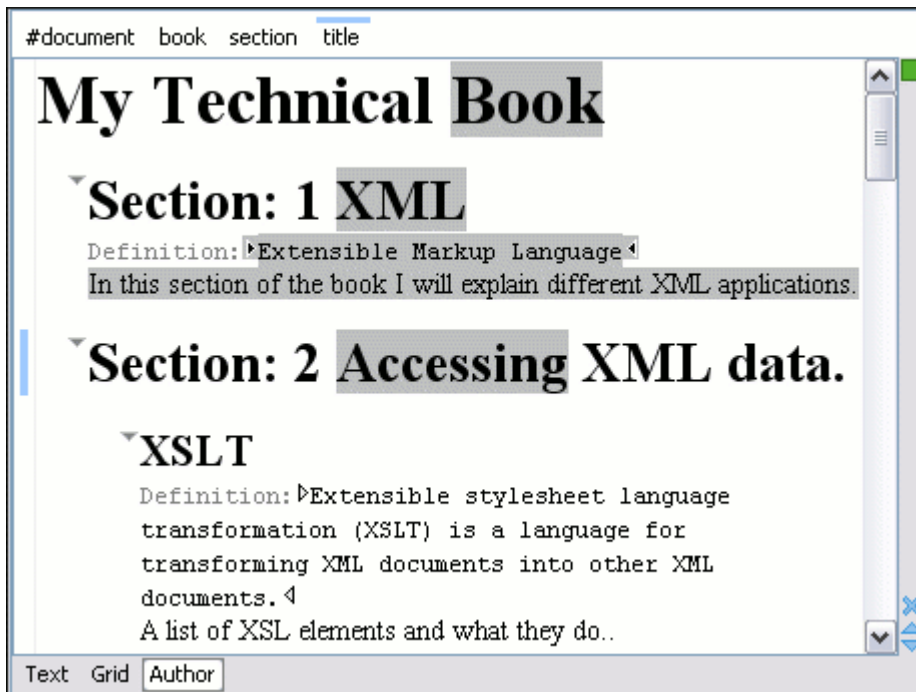 #document book section title
My Technical Book
Section: 1 XML
Definition: Extensible Markup Language
In this section of the book I will explain different XML applications.
Section: 2 Accessing XML data.
XSLT
Definition: Extensible stylesheet language
transformation (XSLT) is a language for
transforming XML documents into other XML
documents.
A list of XSL elements and what they do..
Text Grid Author